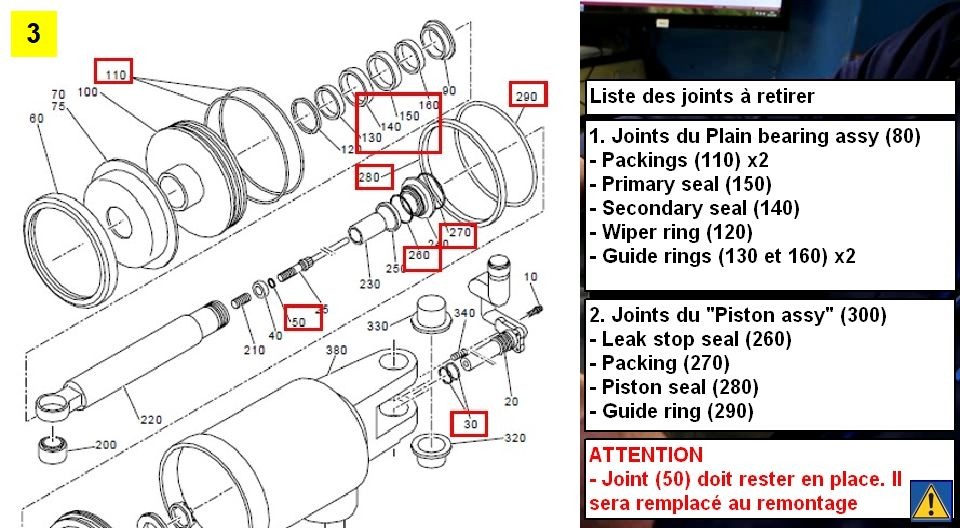 3
110
70
75
100
60
90
160
150
140
130
120
290
280
270
260
250
230
50
40
210
10
330
340
380
220
200
20
30
320
Liste des joints à retirer
1. Joints du Plain bearing assy (80)
- Packings (110) x2
- Primary seal (150)
- Secondary seal (140)
- Wiper ring (120)
- Guide rings (130 et 160) x2
2. Joints du "Piston assy" (300)
- Leak stop seal (260)
- Packing (270)
- Piston seal (280)
- Guide ring (290)
ATTENTION
- Joint (50) doit rester en place. Il
sera remplacé au remontage